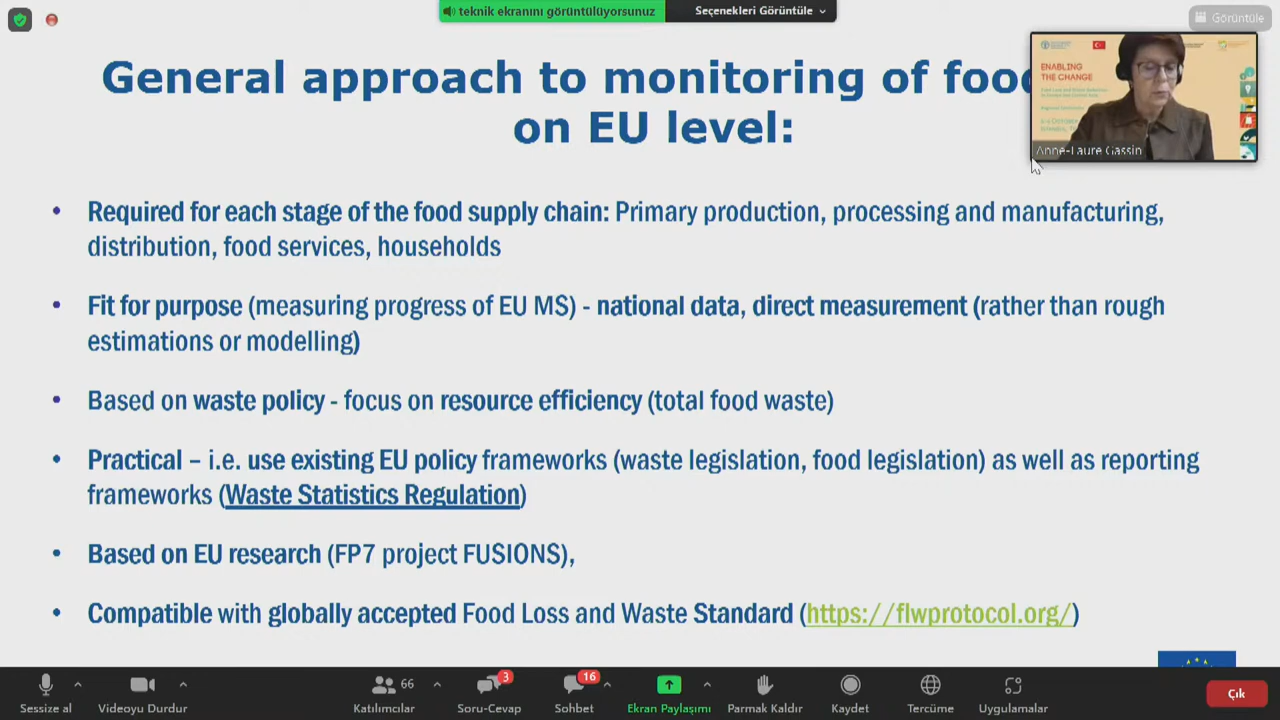 teknik ekranını görüntülüyorsunuz
Seçenekleri Görüntüle
Görüntüle
General approach to monitoring of food
on EU level:
ENABLING
THE CHANGE
Anne-Laure Gassin
• Required for each stage of the food supply chain: Primary production, processing and manufacturing,
distribution, food services, households
• Fit for purpose (measuring progress of EU MS) - national data, direct measurement (rather than rough
estimations or modelling)
• Based on waste policy - focus on resource efficiency (total food waste)
• Practical – i.e. use existing EU policy frameworks (waste legislation, food legislation) as well as reporting
frameworks (Waste Statistics Regulation)
• Based on EU research (FP7 project FUSIONS),
• Compatible with globally accepted Food Loss and Waste Standard (https://flwprotocol.org/)
66
3
16
Sessize al
Videoyu Durdur
Katılımcılar
Soru-Cevap
Sohbet
Ekran Paylaşımı
Parmak Kaldır
Kaydet
Tercüme
Uygulamalar
Çık